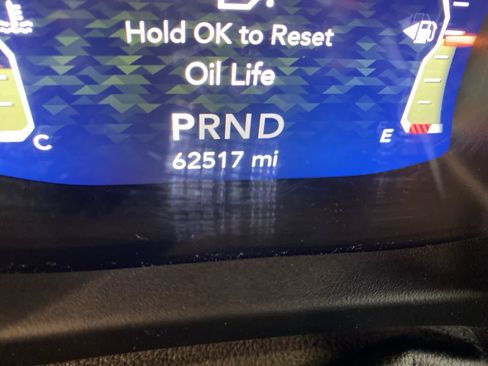 Hold OK to Reset
Oil Life
PRND
62517 mi
C
E